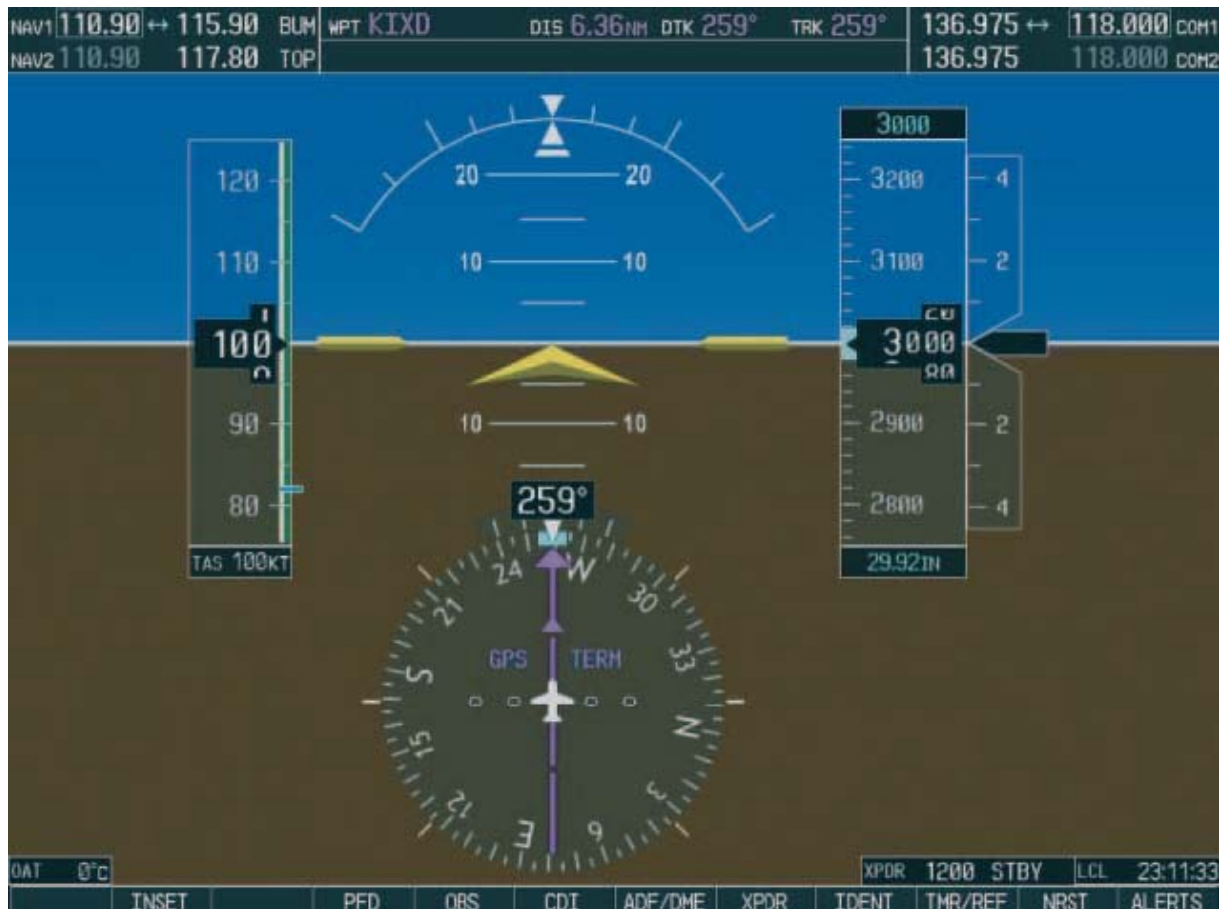 NAV1 110.90 ↔ 115.90 BUM WPT KIXD DIS 6.36NM DTK 259° TRK 259° 136.975 ↔ 118.000 COM1
NAV2 110.90 117.80 TOP 136.975 118.000 COM2
3000
120 20 20 3200 4
110 10 10 3100 2
20
100 3000
80
90 10 10 2900 2
259°
80 2800 4
TAS 100KT 24 W 29.92IN
21 30
GPS TERM 33
S N
15 3
12 6
E
OAT 0°C XPDR 1200 STBY LCL 23:11:33
INSET PFD OBS CDI ADF/DME XPDR IDENT TMR/REF NRST ALERTS